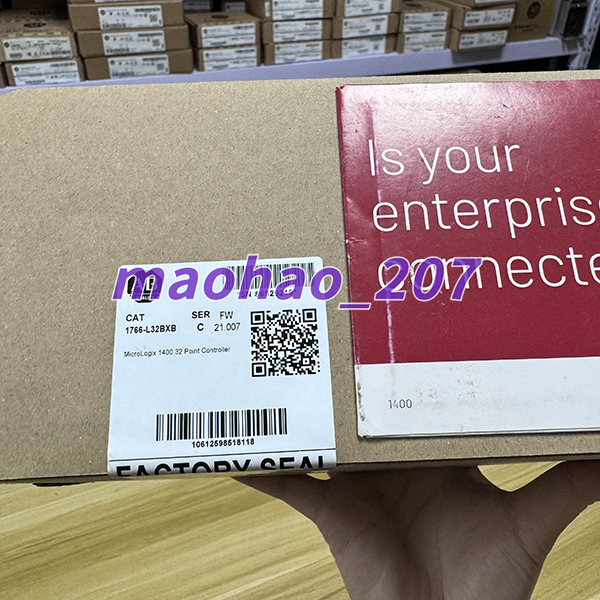 Is your
enterpris
connecte
maohao_207
CAT
SER
FW
1766-L32BXB
C
21.007
MicroLogix 1400 32 Point Controller
10612598518118
FACTORY SEAL
1400